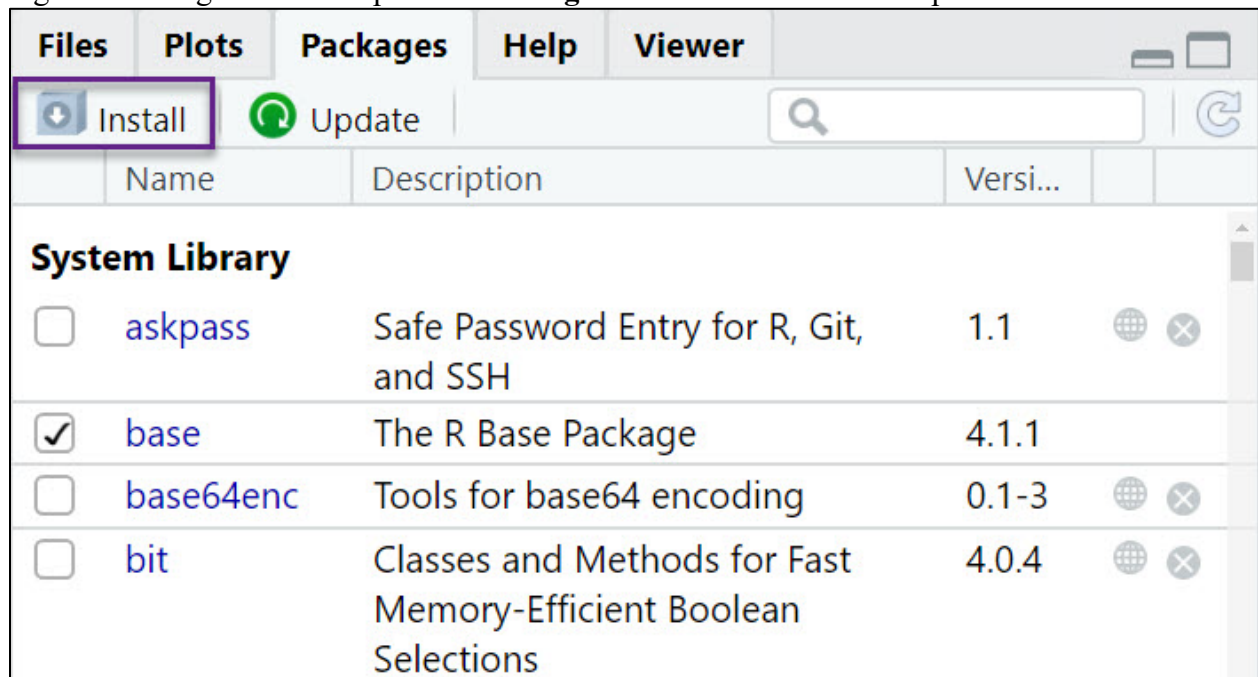 Files Plots Packages Help Viewer
Install Update
Name Description Versi...
System Library
askpass Safe Password Entry for R, Git, 1.1
and SSH
base The R Base Package 4.1.1
base64enc Tools for base64 encoding 0.1-3
bit Classes and Methods for Fast 4.0.4
Memory-Efficient Boolean
Selections